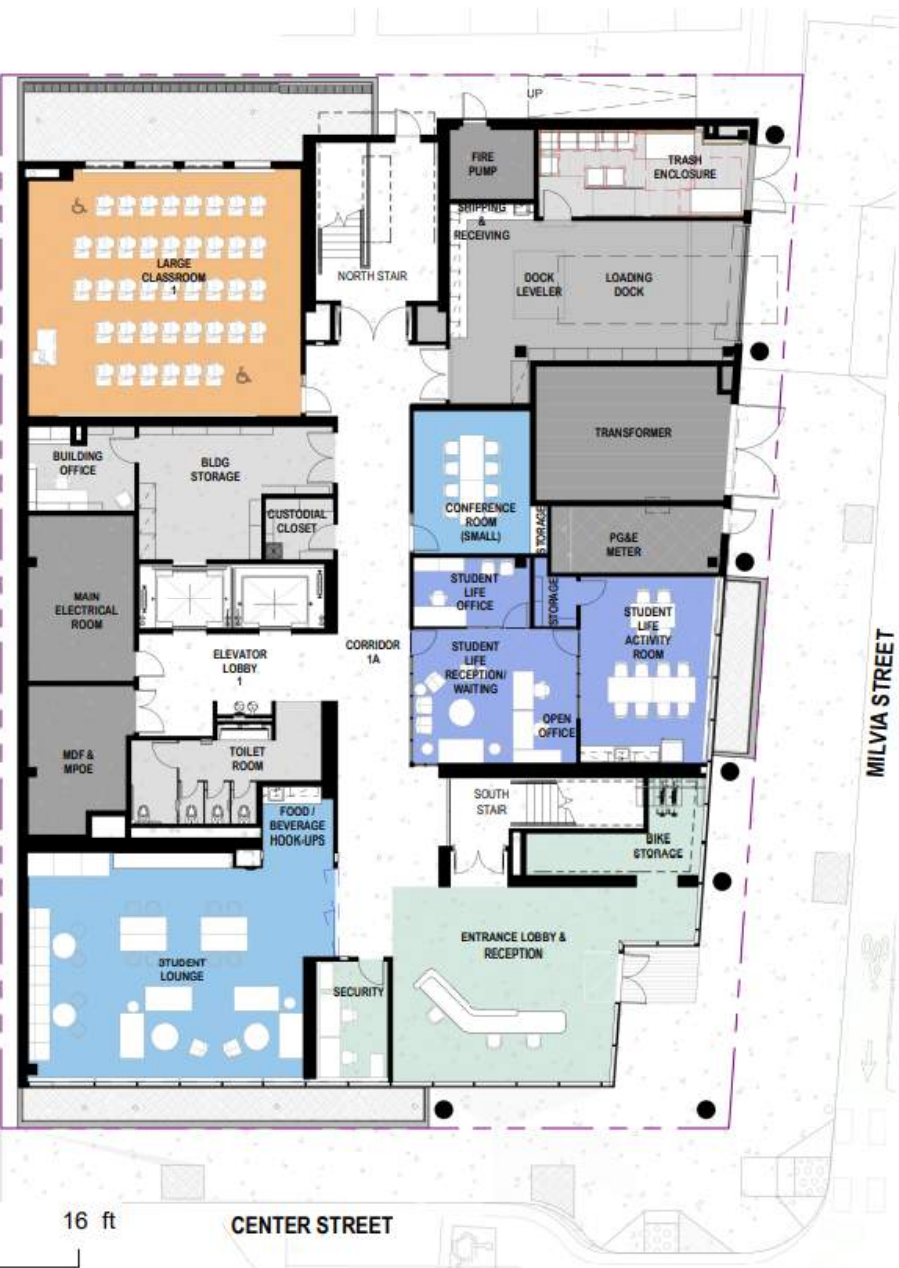 UP
FIRE
PUMP
TRASH
ENCLOSURE
SHIPPING
&
RECEIVING
LARGE
CLASSROOM
1
NORTH STAIR
DOCK
LEVELER
LOADING
DOCK
TRANSFORMER
BUILDING
OFFICE
BLDG
STORAGE
CUSTODIAL
CLOSET
CONFERENCE
ROOM
(SMALL)
STORAGE
PG&E
METER
MAIN
ELECTRICAL
ROOM
STUDENT
LIFE
OFFICE
STORAGE
STUDENT
LIFE
ACTIVITY
ROOM
ELEVATOR
LOBBY
1
CORRIDOR
1A
STUDENT
LIFE
RECEPTION/
WAITING
OPEN
OFFICE
MILVIA STREET
MDF &
MPOE
TOILET
ROOM
SOUTH
STAIR
FOOD /
BEVERAGE
HOOK-UPS
BIKE
STORAGE
ENTRANCE LOBBY &
RECEPTION
STUDENT
LOUNGE
SECURITY
16 ft
CENTER STREET